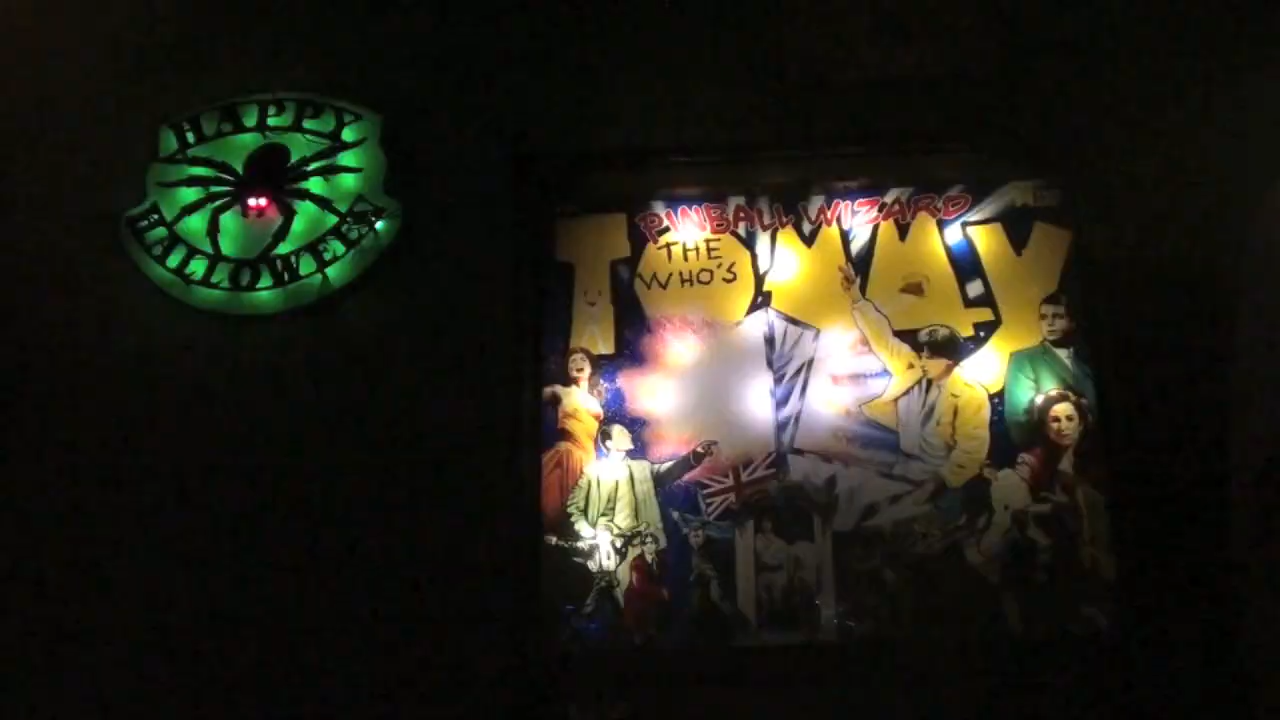 HAPPY
HALLOWEEN
PINBALL WIZARD
THE
WHO'S
TOMMY